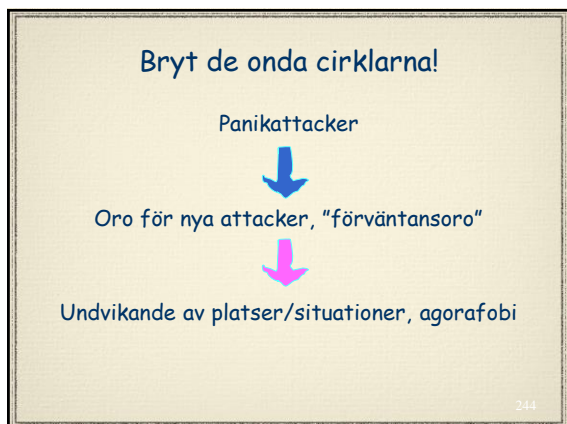 Bryt de onda cirklarna!
Panikattacker
Oro för nya attacker, ”förväntansoro”
Undvikande av platser/situationer, agorafobi
244